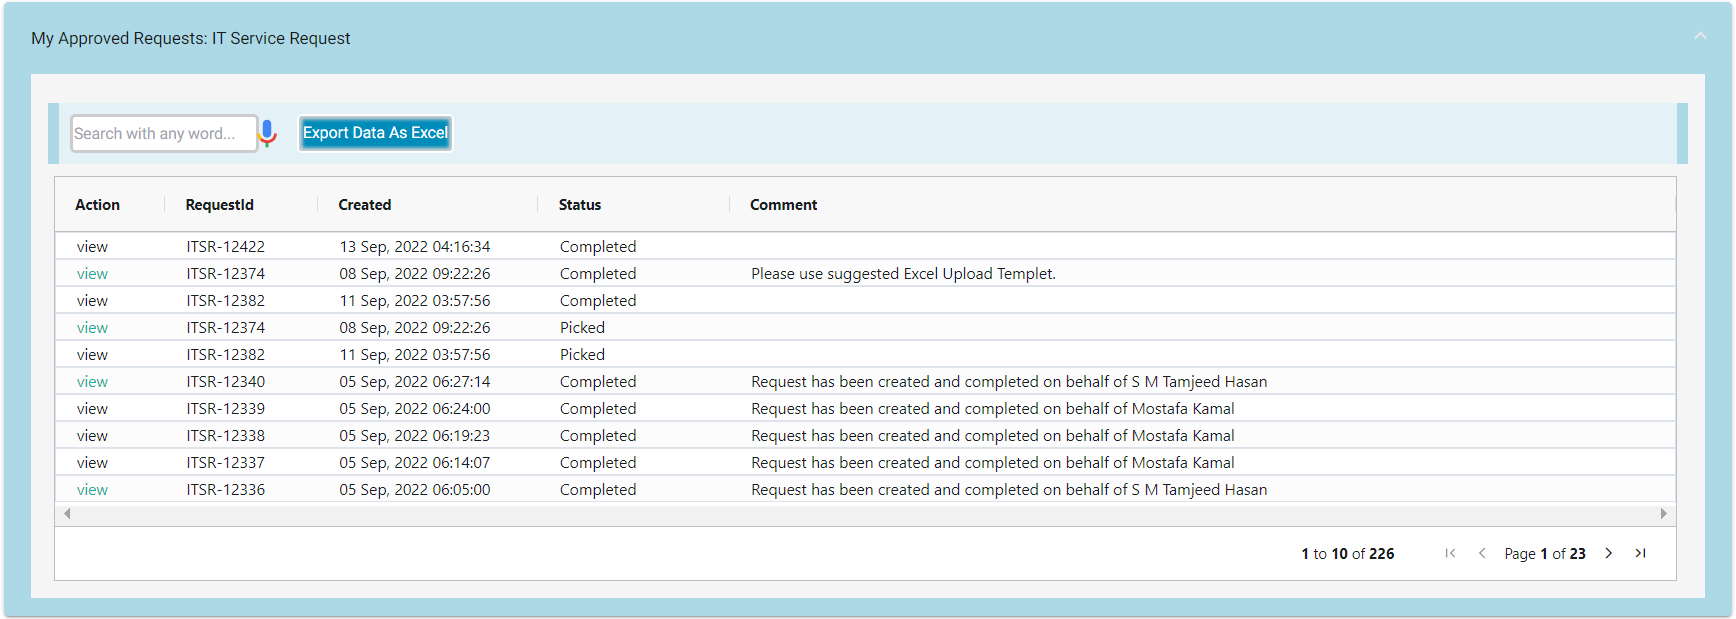 My Approved Requests: IT Service Request
Search with any word... Export Data As Excel
Action RequestId Created Status Comment
view ITSR-12422 13 Sep, 2022 04:16:34 Completed
view ITSR-12374 08 Sep, 2022 09:22:26 Completed Please use suggested Excel Upload Templet.
view ITSR-12382 11 Sep, 2022 03:57:56 Completed
view ITSR-12374 08 Sep, 2022 09:22:26 Picked
view ITSR-12382 11 Sep, 2022 03:57:56 Picked
view ITSR-12340 05 Sep, 2022 06:27:14 Completed Request has been created and completed on behalf of S M Tamjeed Hasan
view ITSR-12339 05 Sep, 2022 06:24:00 Completed Request has been created and completed on behalf of Mostafa Kamal
view ITSR-12338 05 Sep, 2022 06:19:23 Completed Request has been created and completed on behalf of Mostafa Kamal
view ITSR-12337 05 Sep, 2022 06:14:07 Completed Request has been created and completed on behalf of Mostafa Kamal
view ITSR-12336 05 Sep, 2022 06:05:00 Completed Request has been created and completed on behalf of S M Tamjeed Hasan
1 to 10 of 226 Page 1 of 23